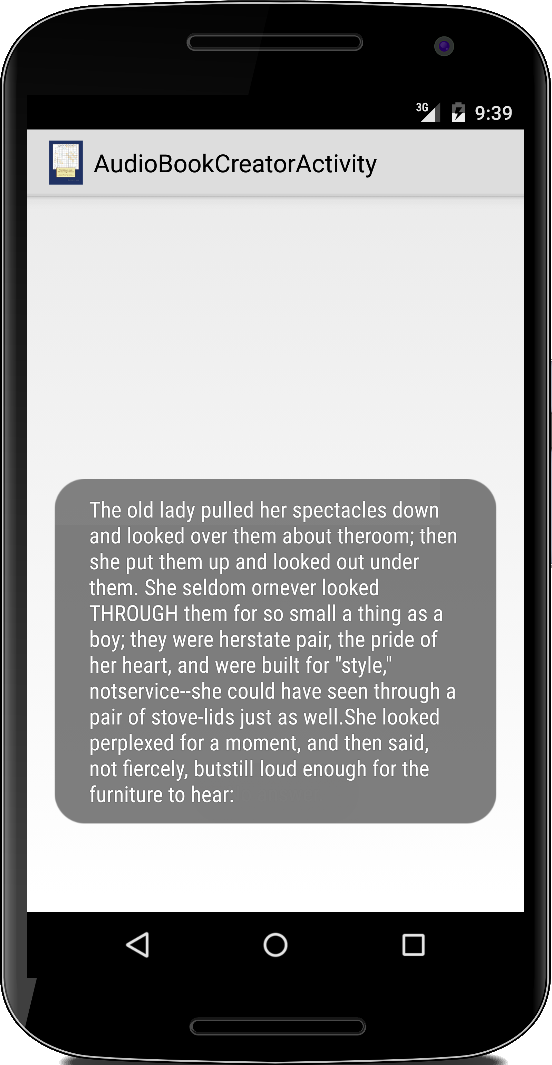 3G 9:39
AudioBookCreatorActivity
The old lady pulled her spectacles down
and looked over them about theroom; then
she put them up and looked out under
them. She seldom ornever looked
THROUGH them for so small a thing as a
boy; they were herstate pair, the pride of
her heart, and were built for "style,"
notservice--she could have seen through a
pair of stove-lids just as well.She looked
perplexed for a moment, and then said,
not fiercely, butstill loud enough for the
furniture to hear: